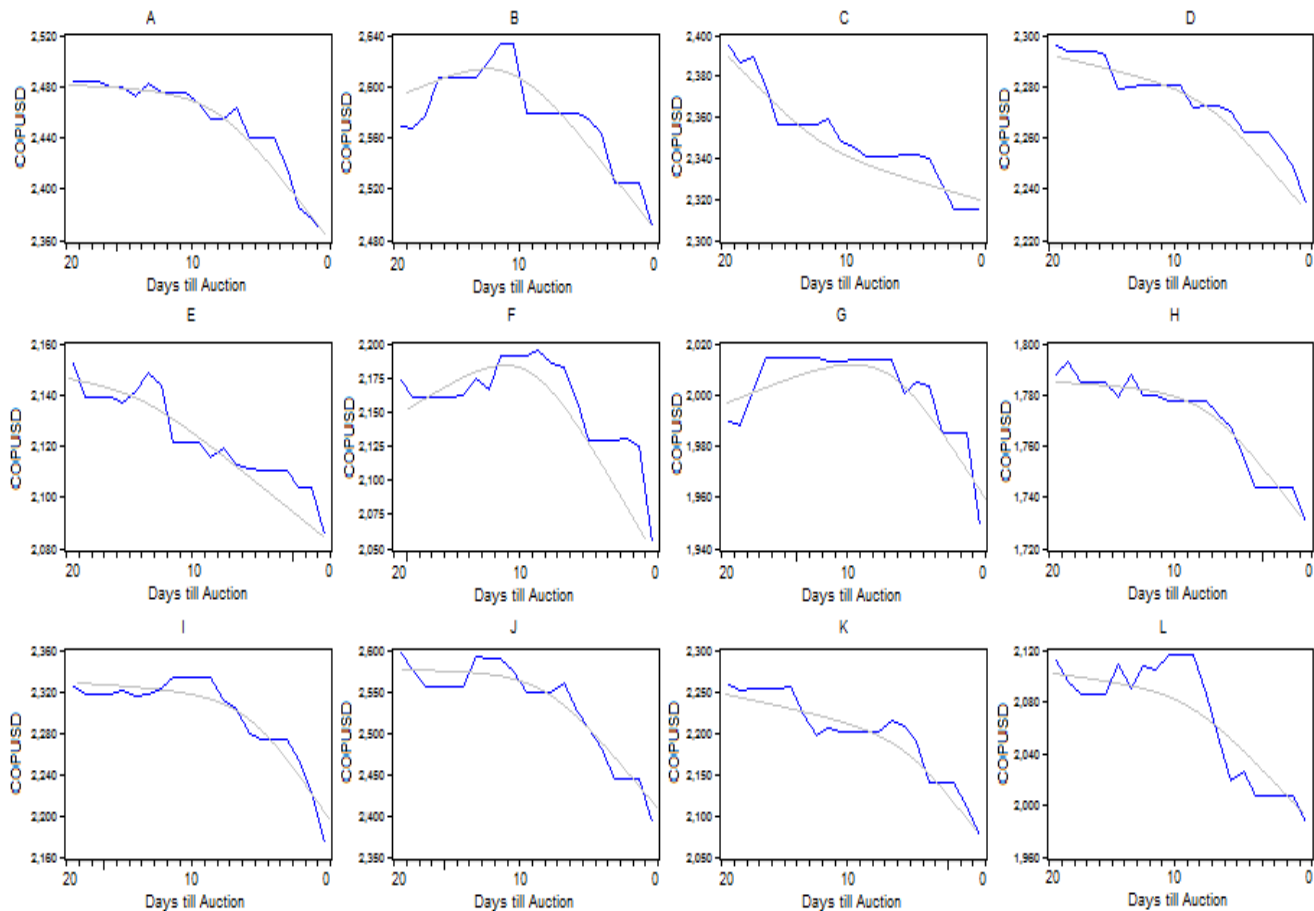 A
2,520
2,480
2,440
2,400
2,360
COPUSD
20
10
0
Days till Auction
B
2,640
2,600
2,560
2,520
2,480
COPUSD
20
10
0
Days till Auction
C
2,400
2,380
2,360
2,340
2,320
2,300
COPUSD
20
10
0
Days till Auction
D
2,300
2,280
2,260
2,240
2,220
COPUSD
20
10
0
Days till Auction
E
2,160
2,140
2,120
2,100
2,080
COPUSD
20
10
0
Days till Auction
F
2,200
2,175
2,150
2,125
2,100
2,075
2,050
COPUSD
20
10
0
Days till Auction
G
2,020
2,000
1,980
1,960
1,940
COPUSD
20
10
0
Days till Auction
H
1,800
1,780
1,760
1,740
1,720
COPUSD
20
10
0
Days till Auction
I
2,360
2,320
2,280
2,240
2,200
2,160
COPUSD
20
10
0
Days till Auction
J
2,600
2,550
2,500
2,450
2,400
2,350
COPUSD
20
10
0
Days till Auction
K
2,300
2,250
2,200
2,150
2,100
2,050
COPUSD
20
10
0
Days till Auction
L
2,120
2,080
2,040
2,000
1,960
COPUSD
20
10
0
Days till Auction